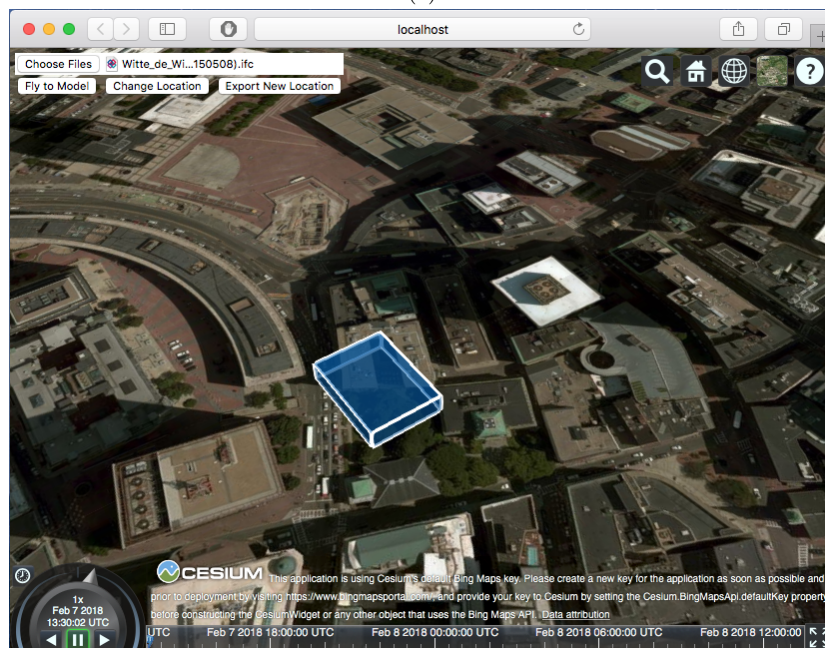 localhost
Choose Files Witte_de_Wi...150508).ifc
Fly to Model Change Location Export New Location
?
CESIUM This application is using Cesium's default Bing Maps key. Please create a new key for the application as soon as possible and
prior to deployment by visiting https://www.bingmapsportal.com/, and provide your key to Cesium by setting the Cesium.BingMapsApi.defaultKey property
before constructing the CesiumWidget or any other object that uses the Bing Maps API. Data attribution
1x
Feb 7 2018
13:30:02 UTC
UTC Feb 7 2018 18:00:00 UTC Feb 8 2018 00:00:00 UTC Feb 8 2018 06:00:00 UTC Feb 8 2018 12:00:00